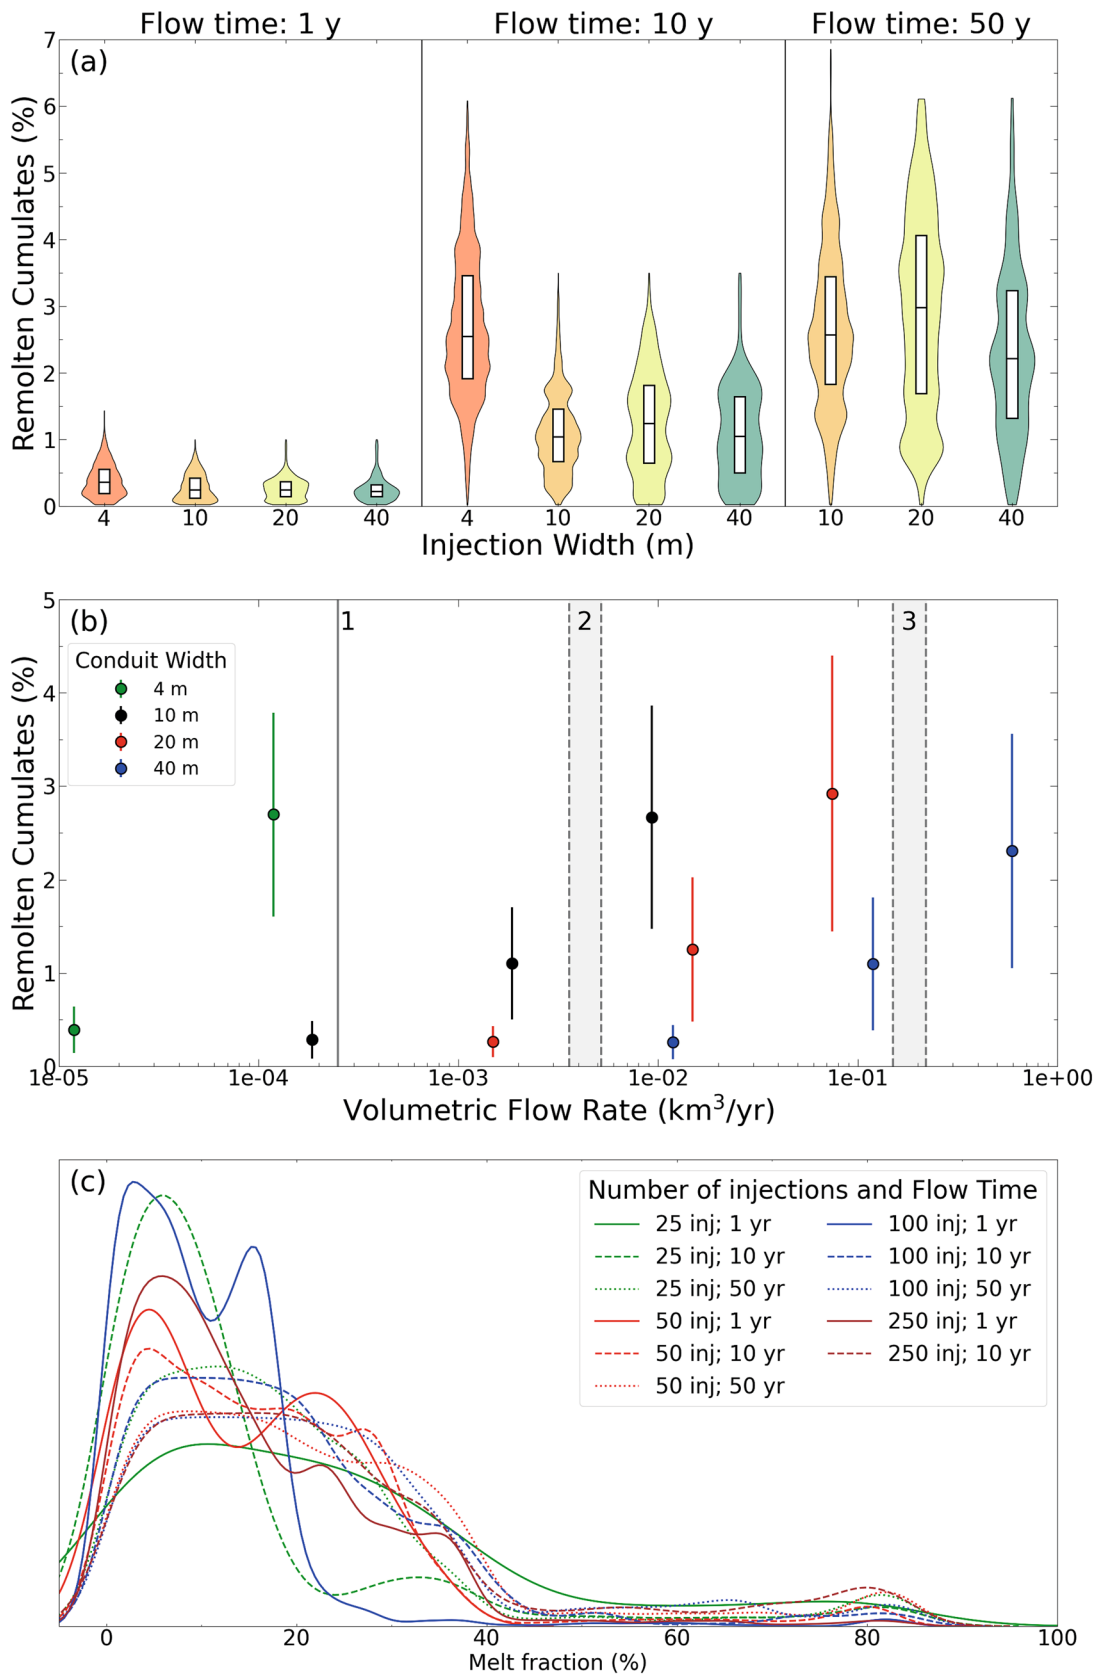 Flow time: 1 y Flow time: 10 y Flow time: 50 y
(a)
7
6
5
4
3
2
1
0
Remolten Cumulates (%)
4 10 20 40 4 10 20 40 10 20 40
Injection Width (m)
(b)
1 2 3
Conduit Width
4 m
10 m
20 m
40 m
5
4
3
2
1
0
Remolten Cumulates (%)
1e-05 1e-04 1e-03 1e-02 1e-01 1e+00
Volumetric Flow Rate (km³/yr)
(c)
Number of injections and Flow Time
25 inj; 1 yr 100 inj; 1 yr
25 inj; 10 yr 100 inj; 10 yr
25 inj; 50 yr 100 inj; 50 yr
50 inj; 1 yr 250 inj; 1 yr
50 inj; 10 yr 250 inj; 10 yr
50 inj; 50 yr
0 20 40 60 80 100
Melt fraction (%)